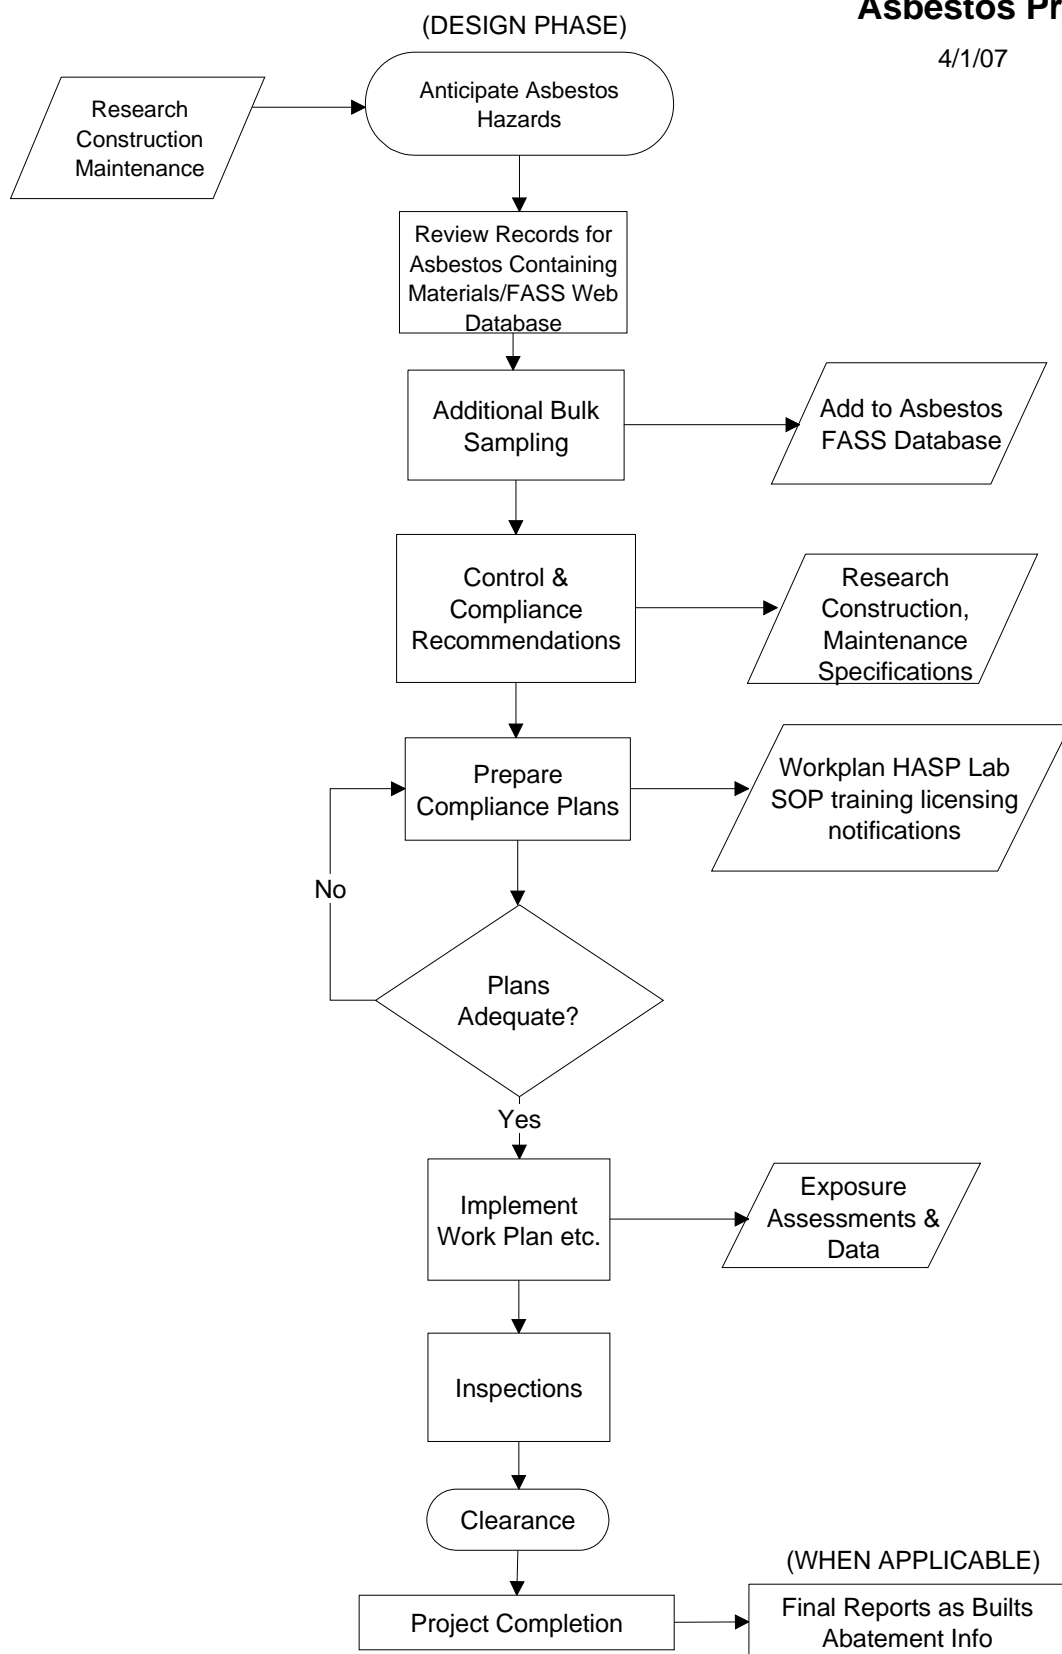 Asbestos Pr
4/1/07
(DESIGN PHASE)
Research
Construction
Maintenance
Anticipate Asbestos
Hazards
Review Records for
Asbestos Containing
Materials/FASS Web
Database
Additional Bulk
Sampling
Add to Asbestos
FASS Database
Control &
Compliance
Recommendations
Research
Construction,
Maintenance
Specifications
Prepare
Compliance Plans
Workplan HASP Lab
SOP training licensing
notifications
No
Plans
Adequate?
Yes
Implement
Work Plan etc.
Exposure
Assessments &
Data
Inspections
Clearance
(WHEN APPLICABLE)
Project Completion
Final Reports as Builts
Abatement Info